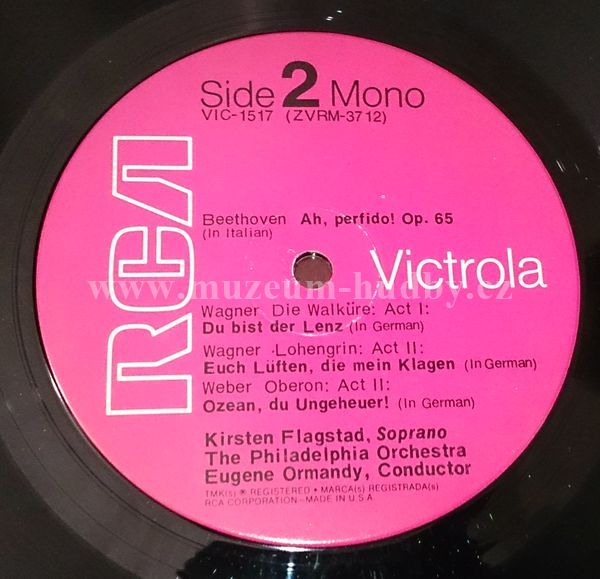 Side 2 Mono
VIC-1517 (ZVRM-3712)
RCA
Beethoven Ah, perfido! Op. 65
(In Italian)
Victrola
www.muzeum-hudby.cz
Wagner Die Walküre: Act I:
Du bist der Lenz (In German)
Wagner Lohengrin: Act II:
Euch Lüften, die mein Klagen (In German)
Weber Oberon: Act II:
Ozean, du Ungeheuer! (In German)
Kirsten Flagstad, Soprano
The Philadelphia Orchestra
Eugene Ormandy, Conductor
TMK(s) ® REGISTERED • MARCA(s) REGISTRADA(s)
RCA CORPORATION—MADE IN U.S.A.